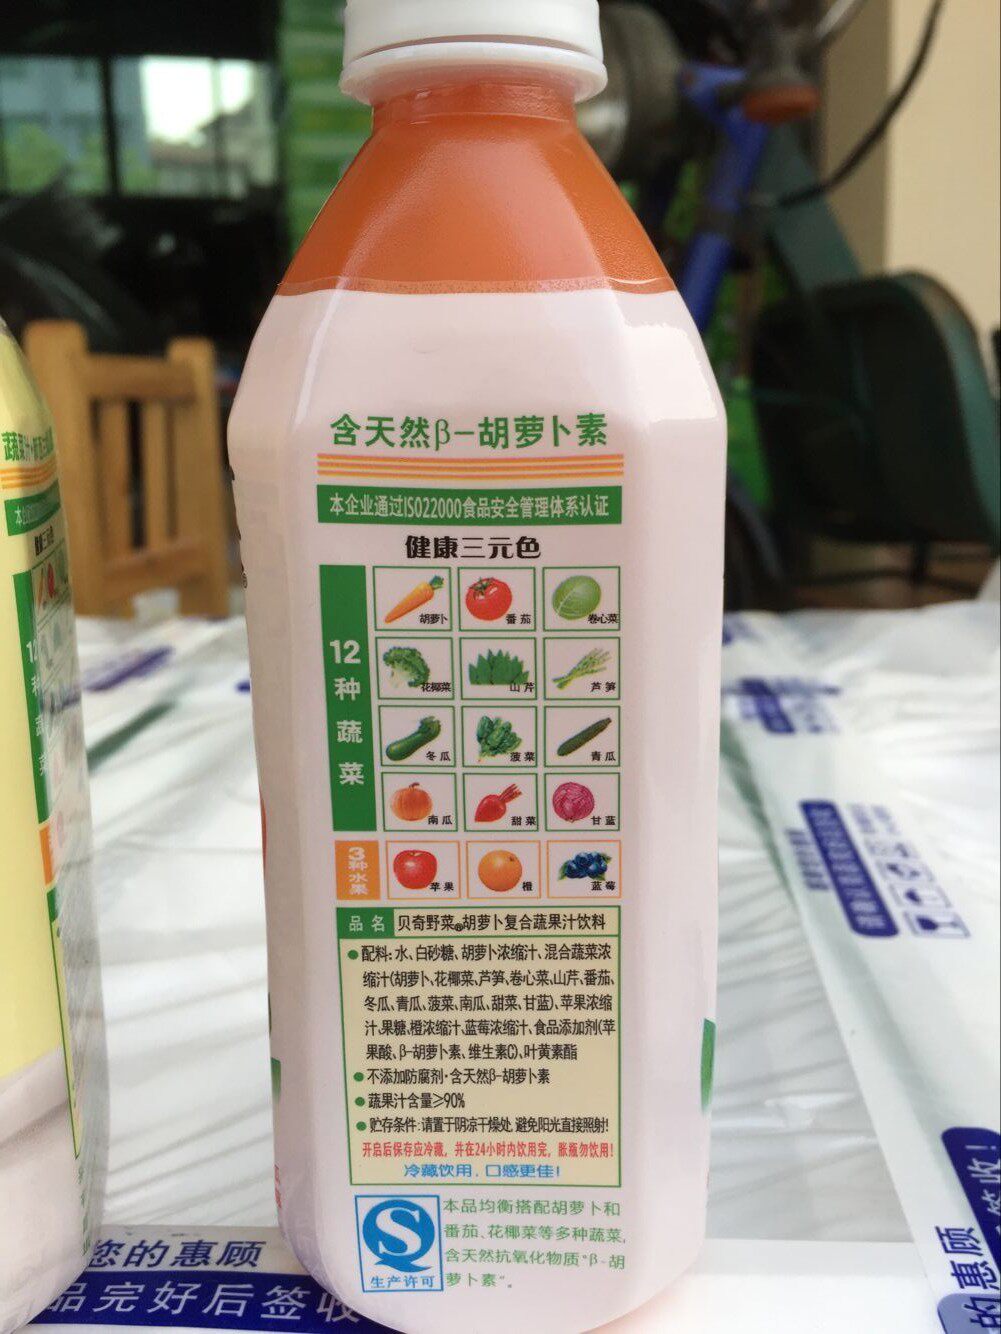 含天然β-胡萝卜素
本企业通过ISO22000食品安全管理体系认证
健康三元色
12种蔬菜
胡萝卜
番茄
卷心菜
花椰菜
山芹
芦笋
冬瓜
菠菜
青瓜
南瓜
甜菜
甘蓝
3种水果
苹果
橙
蓝莓
品名 贝奇野菜®胡萝卜复合蔬果汁饮料
●配料:水、白砂糖、胡萝卜浓缩汁、混合蔬菜浓
缩汁(胡萝卜、花椰菜、芦笋、卷心菜、山芹、番茄、
冬瓜、青瓜、菠菜、南瓜、甜菜、甘蓝)、苹果浓缩
汁、果糖、橙浓缩汁、蓝莓浓缩汁、食品添加剂(苹
果酸、β-胡萝卜素、维生素C)、叶黄素酯
●不添加防腐剂·含天然β-胡萝卜素
●蔬果汁含量≥90%
●贮存条件:请置于阴凉干燥处,避免阳光直接照射!
开启后保存应冷藏，并在24小时内饮用完，胀瓶勿饮用!
冷藏饮用，口感更佳!
生产许可
本品均衡搭配胡萝卜和
番茄、花椰菜等多种蔬菜,
含天然抗氧化物质"β-胡
萝卜素"。
您的惠顾
品完好后签收
的惠顾
签收!